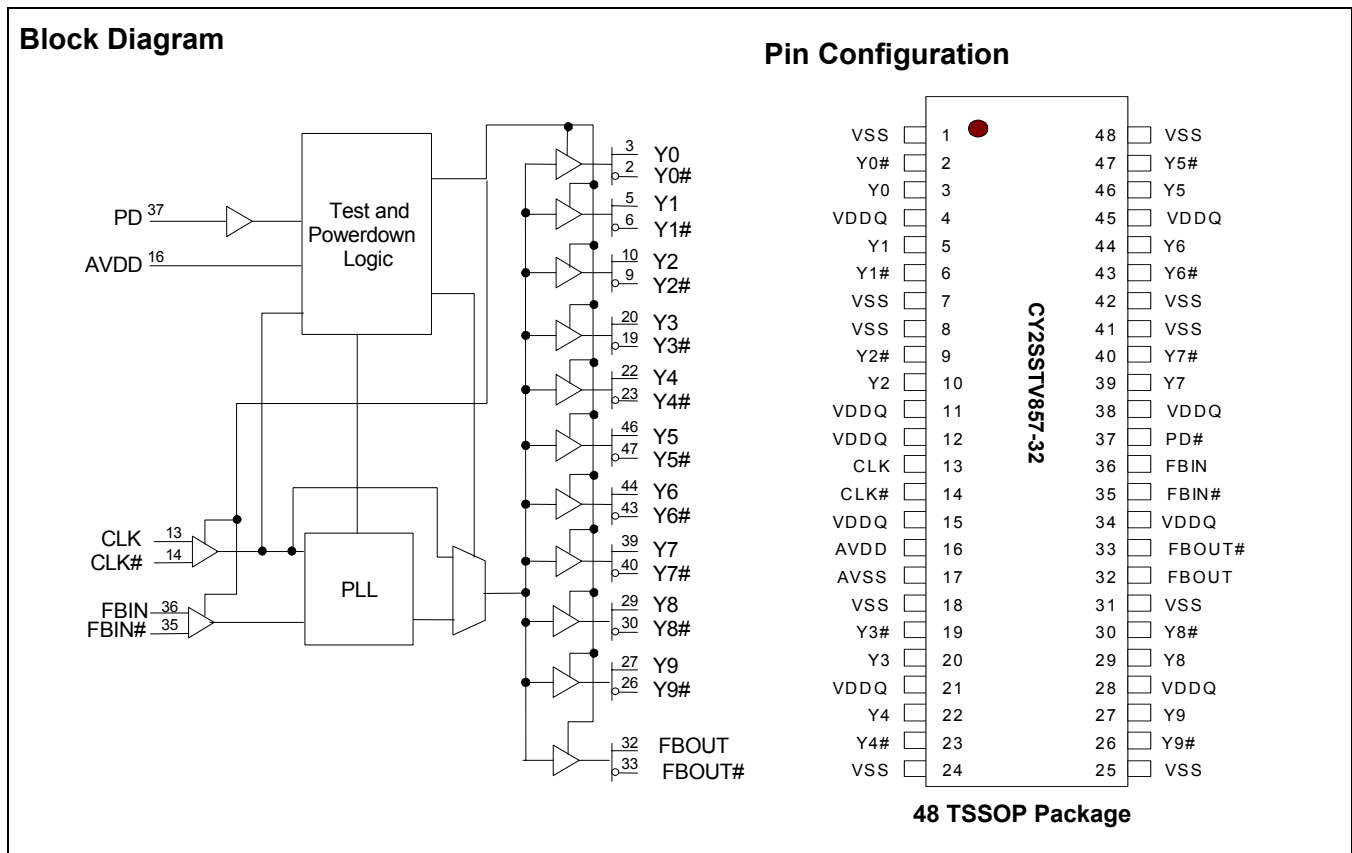 Block Diagram
Pin Configuration
PD 37
AVDD 16
Test and
Powerdown
Logic
CLK 13
CLK# 14
FBIN 36
FBIN# 35
PLL
3 Y0
2 Y0#
5 Y1
6 Y1#
10 Y2
9 Y2#
20 Y3
19 Y3#
22 Y4
23 Y4#
46 Y5
47 Y5#
44 Y6
43 Y6#
39 Y7
40 Y7#
29 Y8
30 Y8#
27 Y9
26 Y9#
32 FBOUT
33 FBOUT#
VSS 1 48 VSS
Y0# 2 47 Y5#
Y0 3 46 Y5
VDDQ 4 45 VDDQ
Y1 5 44 Y6
Y1# 6 43 Y6#
VSS 7 42 VSS
VSS 8 41 VSS
Y2# 9 40 Y7#
Y2 10 39 Y7
VDDQ 11 38 VDDQ
VDDQ 12 37 PD#
CLK 13 36 FBIN
CLK# 14 35 FBIN#
VDDQ 15 34 VDDQ
AVDD 16 33 FBOUT#
AVSS 17 32 FBOUT
VSS 18 31 VSS
Y3# 19 30 Y8#
Y3 20 29 Y8
VDDQ 21 28 VDDQ
Y4 22 27 Y9
Y4# 23 26 Y9#
VSS 24 25 VSS
CY2SSTV857-32
48 TSSOP Package